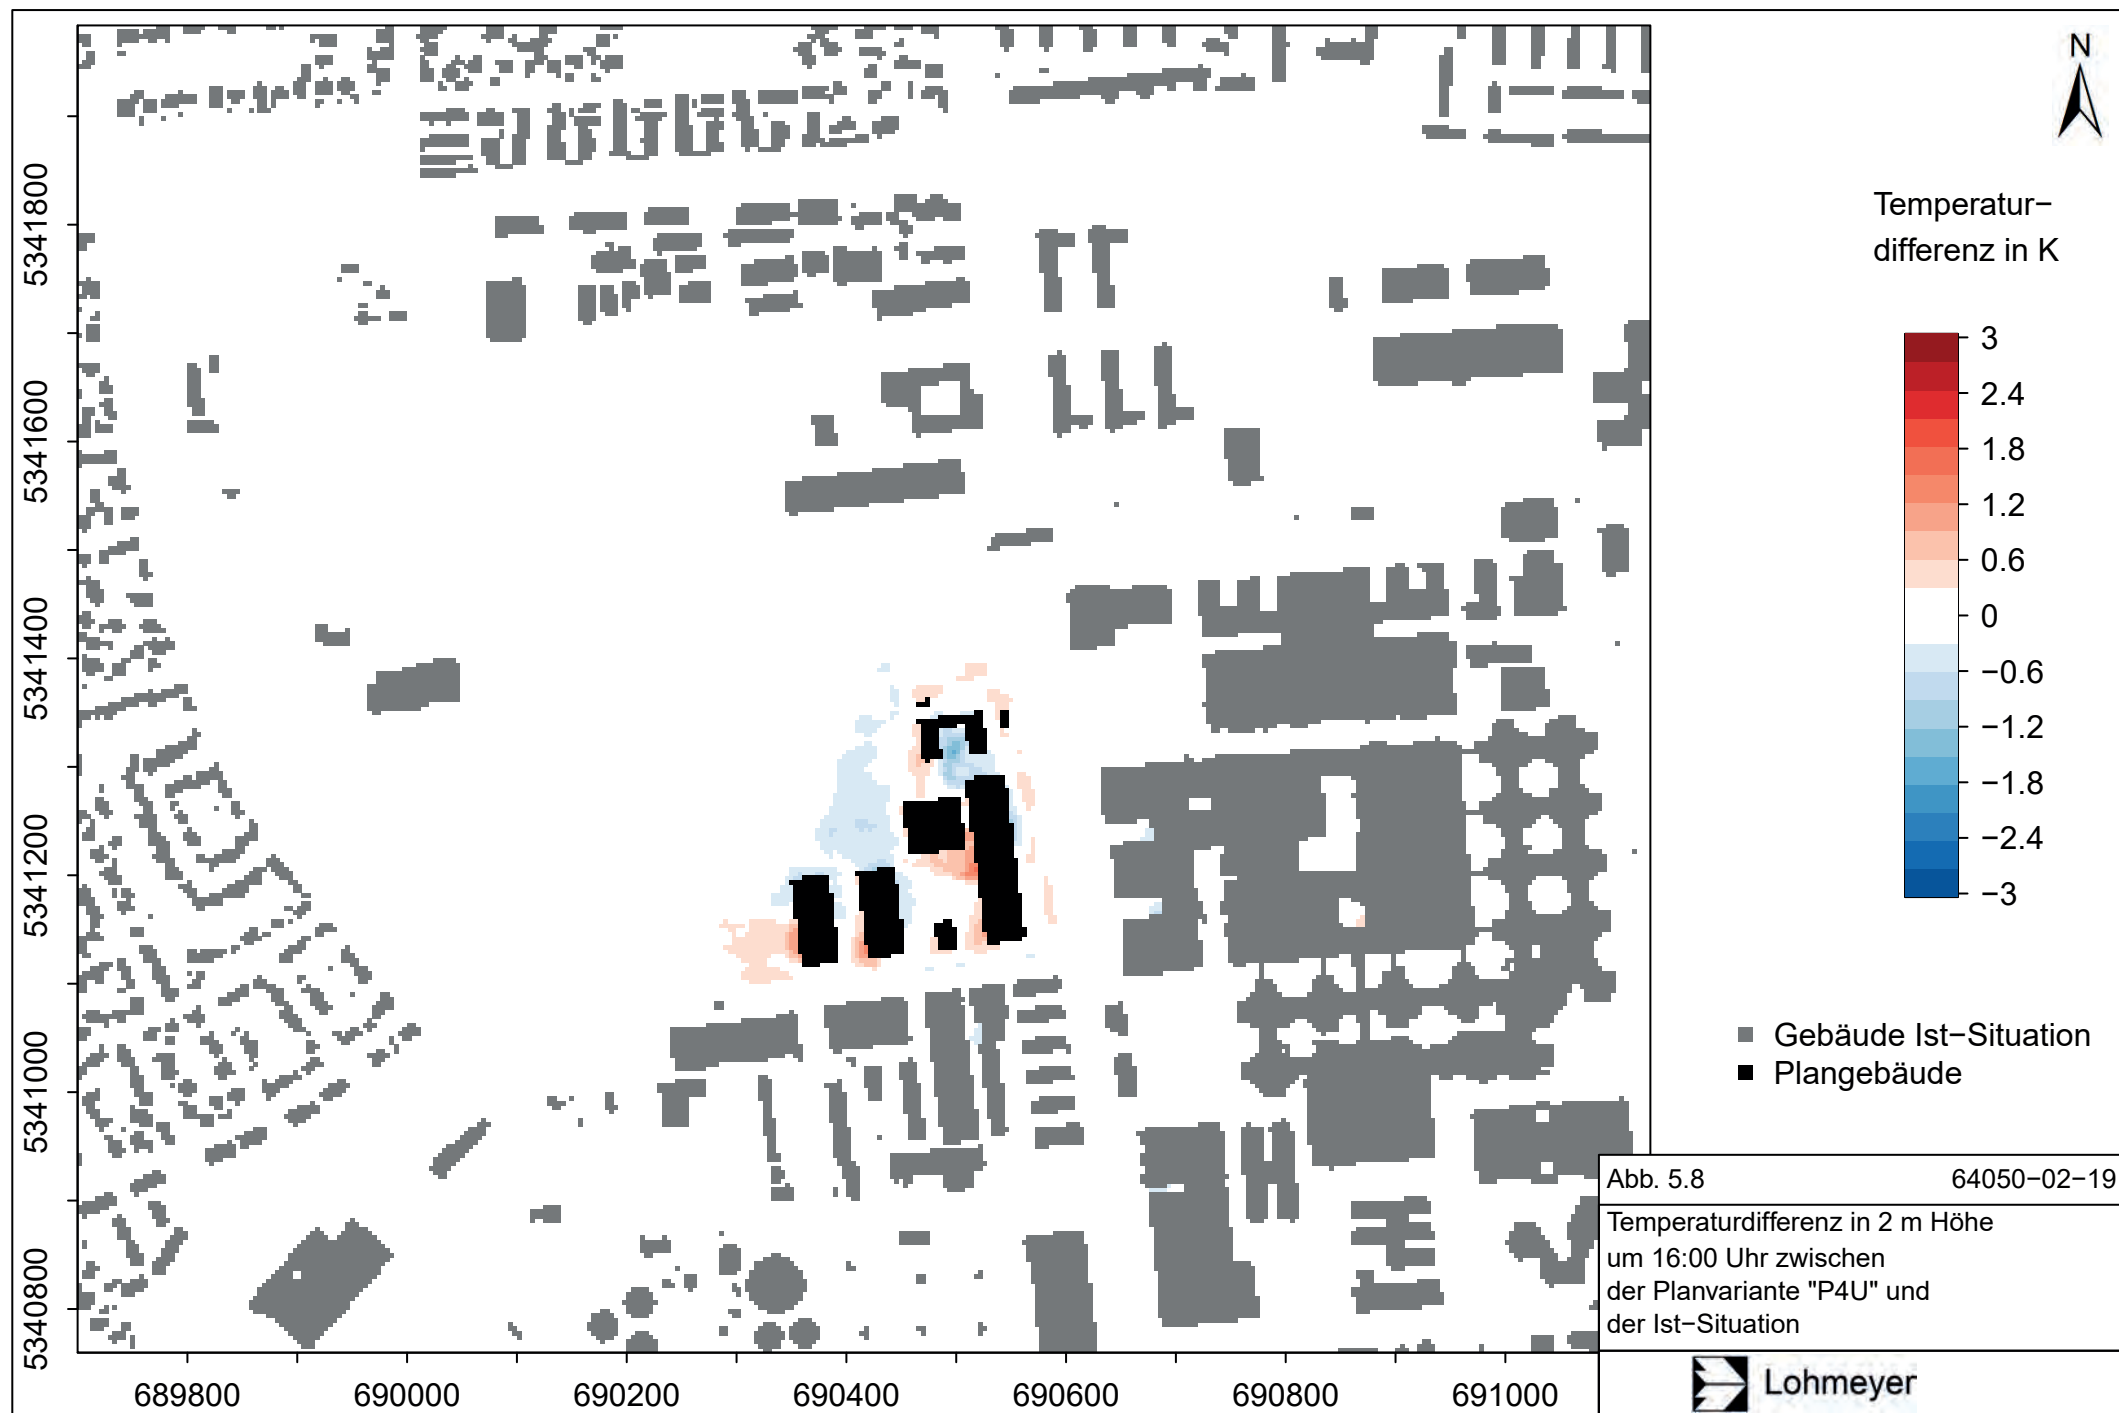 N
Temperatur−
differenz in K
3
2.4
1.8
1.2
0.6
0
−0.6
−1.2
−1.8
−2.4
−3
5341800
5341600
5341400
5341200
5341000
5340800
689800
690000
690200
690400
690600
690800
691000
Gebäude Ist−Situation
Plangebäude
Abb. 5.8 64050−02−19
Temperaturdifferenz in 2 m Höhe
um 16:00 Uhr zwischen
der Planvariante "P4U" und
der Ist−Situation
Lohmeyer